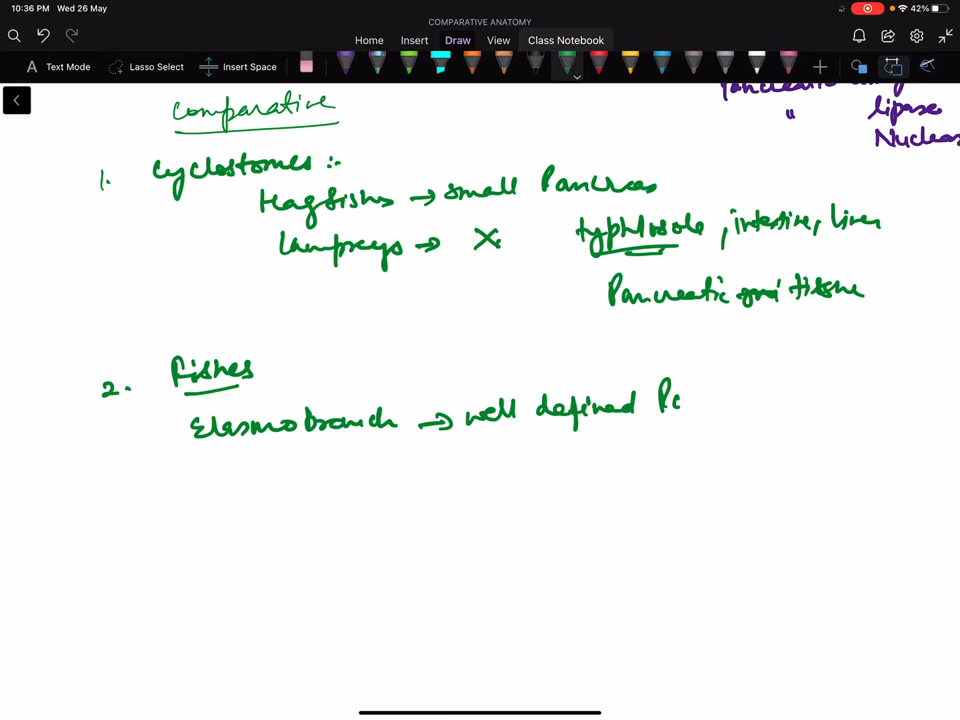 10:36 PM Wed 26 May
42%
COMPARATIVE ANATOMY
Home Insert Draw View Class Notebook
Text Mode Lasso Select Insert Space
Comparative
Pancreatic
" lipase
Nucleas
1. Cyclostomes :-
Hagfishes → small Pancreas
Lampreys → X typhlosole, intestine, liver
Pancreatic tissue
2. Fishes
Elasmobranch → well defined Pa